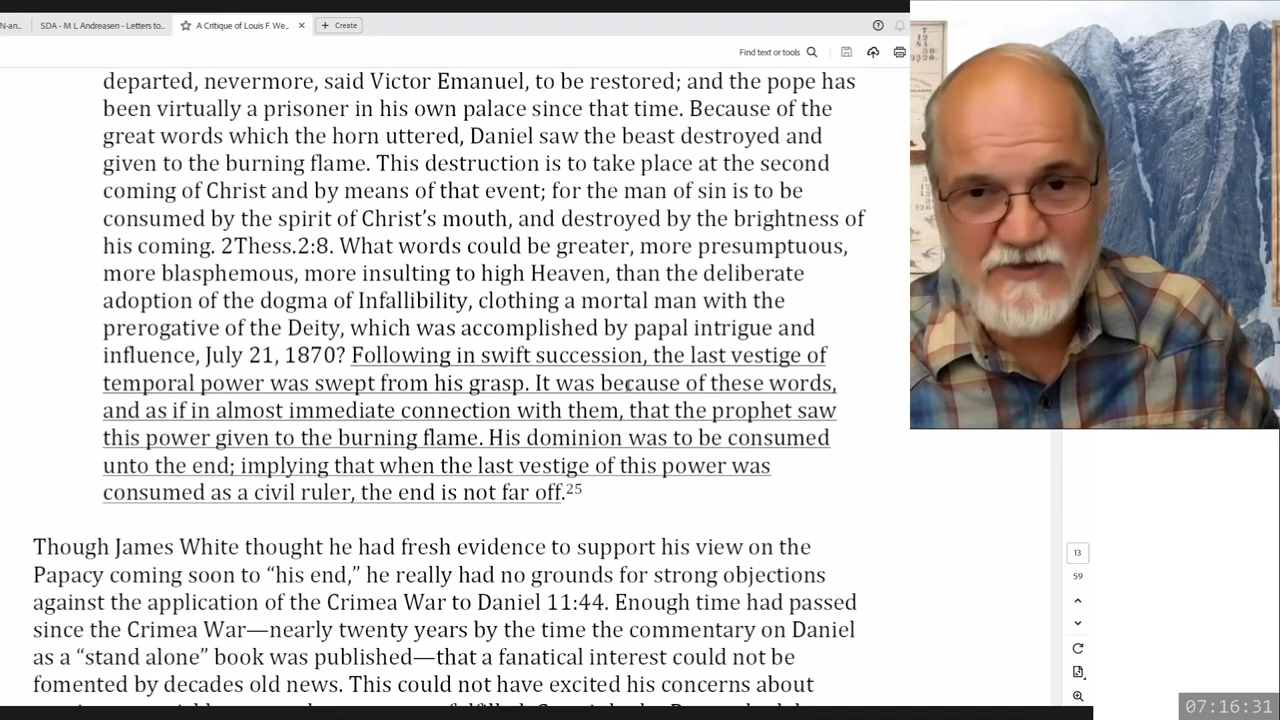 N-an...
SDA - M L Andreasen - Letters to...
A Critique of Louis F. We...
Create
Find text or tools
departed, nevermore, said Victor Emanuel, to be restored; and the pope has
been virtually a prisoner in his own palace since that time. Because of the
great words which the horn uttered, Daniel saw the beast destroyed and
given to the burning flame. This destruction is to take place at the second
coming of Christ and by means of that event; for the man of sin is to be
consumed by the spirit of Christ’s mouth, and destroyed by the brightness of
his coming. 2Thess.2:8. What words could be greater, more presumptuous,
more blasphemous, more insulting to high Heaven, than the deliberate
adoption of the dogma of Infallibility, clothing a mortal man with the
prerogative of the Deity, which was accomplished by papal intrigue and
influence, July 21, 1870? Following in swift succession, the last vestige of
temporal power was swept from his grasp. It was because of these words,
and as if in almost immediate connection with them, that the prophet saw
this power given to the burning flame. His dominion was to be consumed
unto the end; implying that when the last vestige of this power was
consumed as a civil ruler, the end is not far off.25
Though James White thought he had fresh evidence to support his view on the
Papacy coming soon to “his end,” he really had no grounds for strong objections
against the application of the Crimea War to Daniel 11:44. Enough time had passed
since the Crimea War—nearly twenty years by the time the commentary on Daniel
as a “stand alone” book was published—that a fanatical interest could not be
fomented by decades old news. This could not have excited his concerns about
13
59
07:16:31